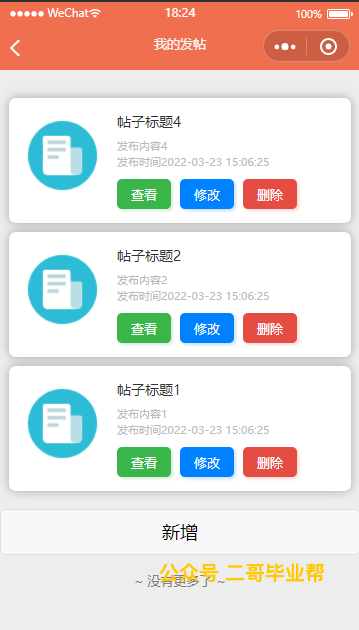 WeChat 18:24 100%
我的发帖
帖子标题4
发布内容4
发布时间2022-03-23 15:06:25
查看 修改 删除
帖子标题2
发布内容2
发布时间2022-03-23 15:06:25
查看 修改 删除
帖子标题1
发布内容1
发布时间2022-03-23 15:06:25
查看 修改 删除
新增
~ 没有更多了 ~
公众号 二哥毕业帮